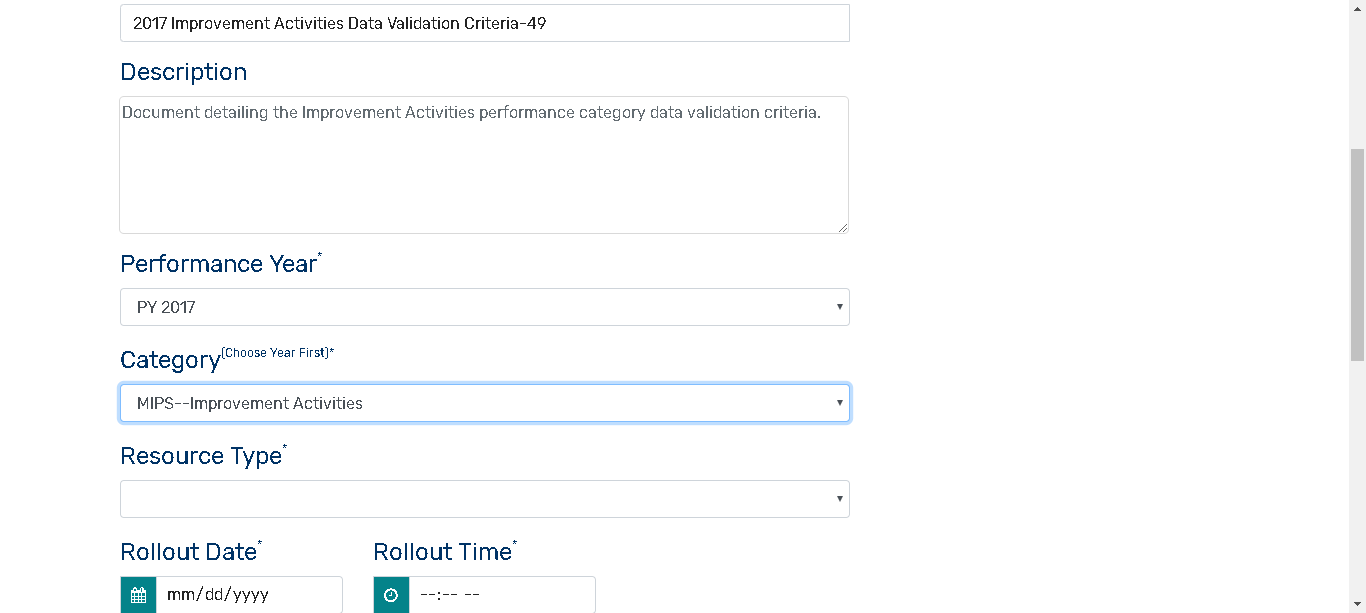 2017 Improvement Activities Data Validation Criteria-49
Description
Document detailing the Improvement Activities performance category data validation criteria.
Performance Year*
PY 2017
Category(Choose Year First)*
MIPS--Improvement Activities
Resource Type*
Rollout Date* Rollout Time*
mm/dd/yyyy --:-- --